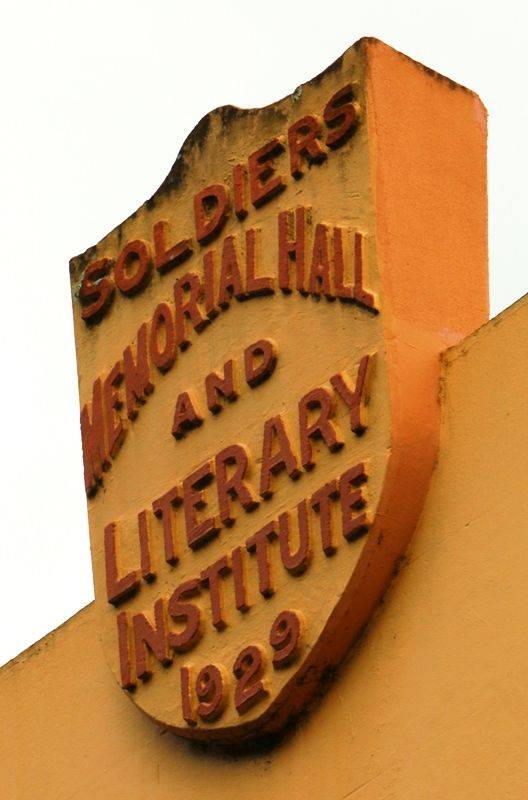 SOLDIERS
MEMORIAL HALL
AND
LITERARY
INSTITUTE
1929